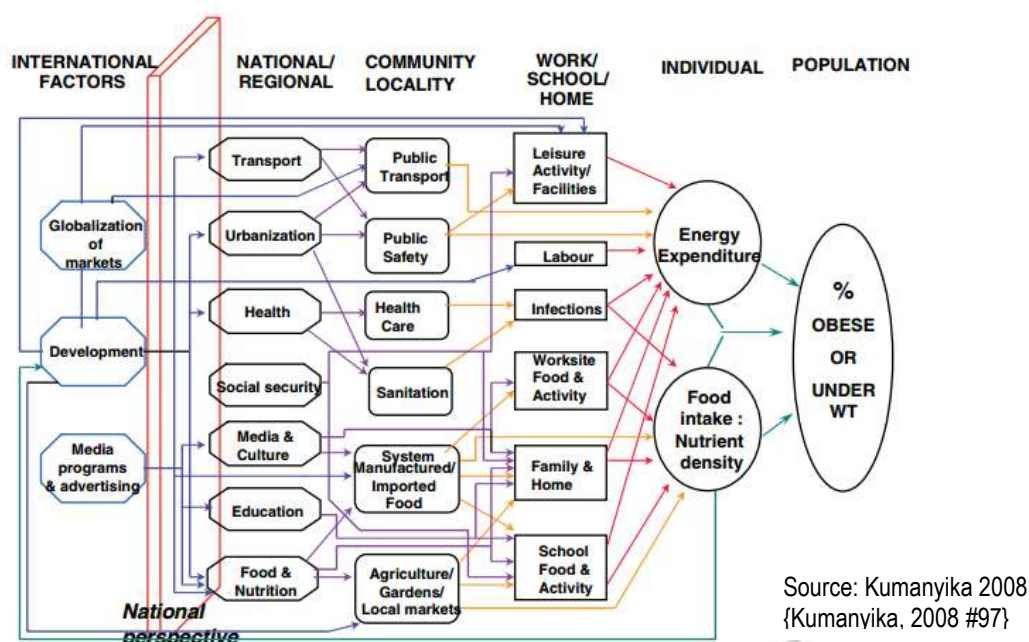 INTERNATIONAL
FACTORS
NATIONAL/
REGIONAL
COMMUNITY
LOCALITY
WORK/
SCHOOL/
HOME
INDIVIDUAL
POPULATION
Globalization
of
markets
Development
Media
programs
& advertising
Transport
Urbanization
Health
Social security
Media &
Culture
Education
Food &
Nutrition
National
perspective
Public
Transport
Public
Safety
Health
Care
Sanitation
System
Manufactured/
Imported
Food
Agriculture/
Gardens/
Local markets
Leisure
Activity/
Facilities
Labour
Infections
Worksite
Food &
Activity
Family &
Home
School
Food &
Activity
Energy
Expenditure
Food
intake :
Nutrient
density
%
OBESE
OR
UNDER
WT
Source: Kumanyika 2008
{Kumanyika, 2008 #97}